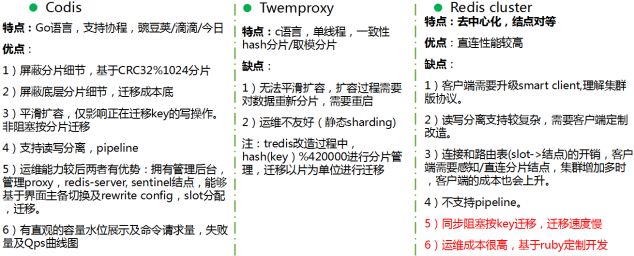 Codis
特点：Go语言，支持协程，豌豆荚/滴滴/今日
优点：
1）屏蔽分片细节，基于CRC32%1024分片
2）屏蔽底层分片细节，迁移成本底
3）平滑扩容，仅影响正在迁移key的写操作。
非阻塞按分片迁移
4）支持读写分离，pipeline
5）运维能力较后两者有优势：拥有管理后台，
管理proxy，redis-server, sentinel结点，能够
基于界面主备切换及rewrite config，slot分配
，迁移。
6）有直观的容量水位展示及命令请求量，失败
量及Qps曲线图
Twemproxy
特点：c语言，单线程，一致性
hash分片/取模分片
缺点：
1）无法平滑扩容，扩容过程需要
对数据重新分片，需要重启
2）运维不友好（静态sharding）
注：tredis改造过程中，
hash(key）%420000进行分片管
理，迁移以片为单位进行迁移
Redis cluster
特点：去中心化，结点对等
优点：直连性能较高
缺点：
1）客户端需要升级smart client,理解集群
版协议。
2）读写分离支持较复杂，需要客户端定制
改造。
3）连接和路由表(slot->结点)的开销，客户
端需要感知/直连分片结点，集群增加多时
，客户端的成本也会上升。
4）不支持pipeline。
5）同步阻塞按key迁移，迁移速度慢
6）运维成本很高，基于ruby定制开发